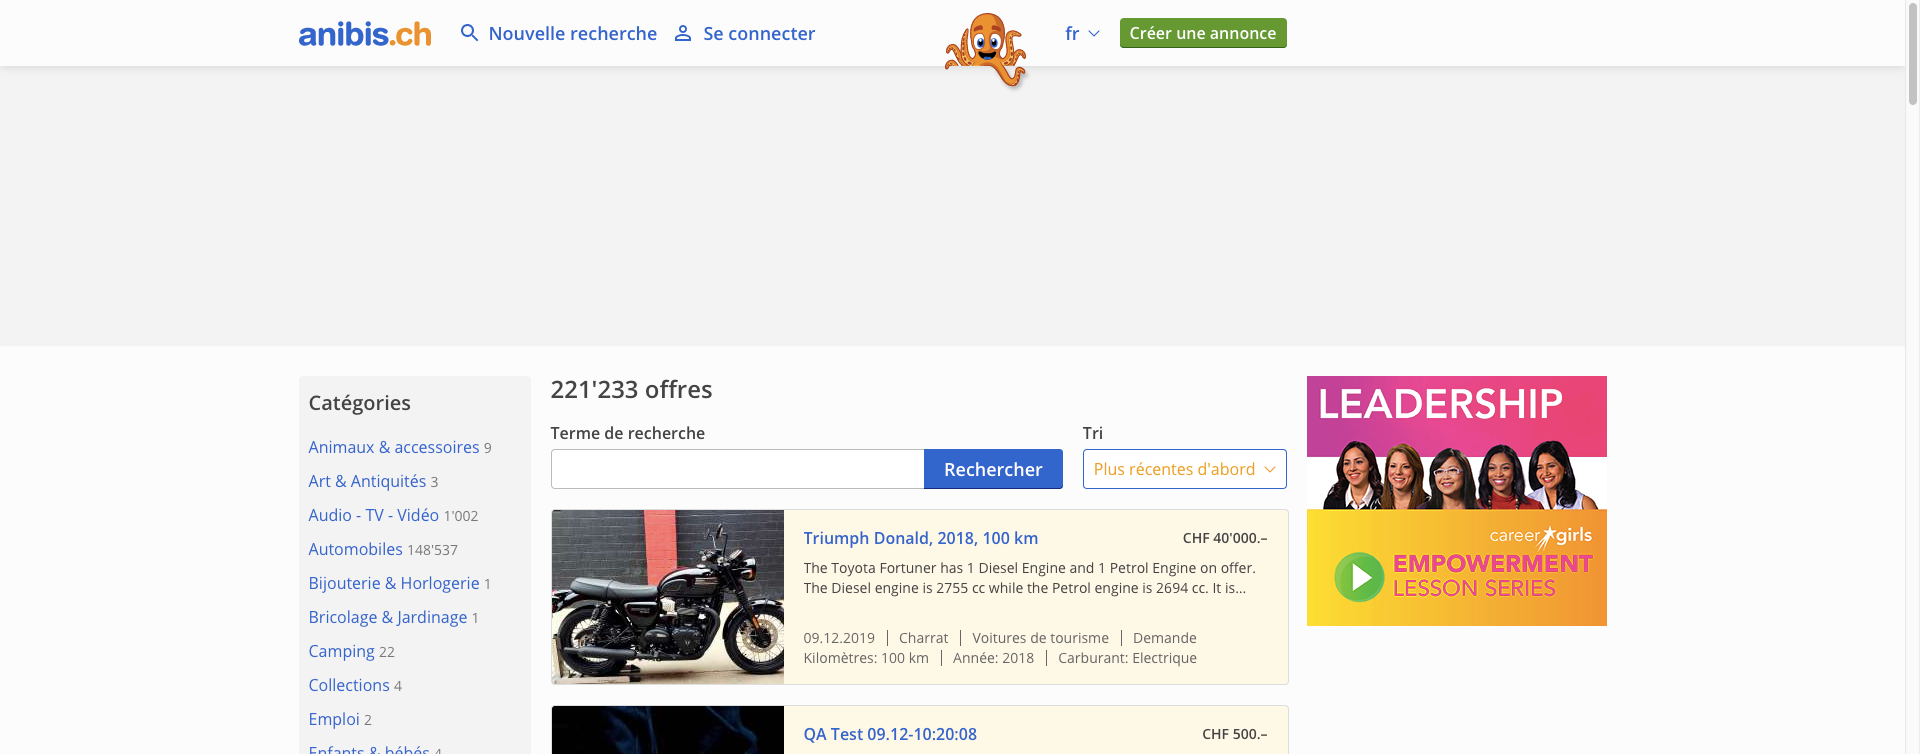 anibis.ch
Nouvelle recherche
Se connecter
fr
Créer une annonce
Catégories
Animaux & accessoires 9
Art & Antiquités 3
Audio - TV - Vidéo 1'002
Automobiles 148'537
Bijouterie & Horlogerie 1
Bricolage & Jardinage 1
Camping 22
Collections 4
Emploi 2
Enfants & bébés 4
221'233 offres
Terme de recherche
Rechercher
Tri
Plus récentes d'abord
Triumph Donald, 2018, 100 km
CHF 40'000.–
The Toyota Fortuner has 1 Diesel Engine and 1 Petrol Engine on offer.
The Diesel engine is 2755 cc while the Petrol engine is 2694 cc. It is...
09.12.2019 | Charrat | Voitures de tourisme | Demande
Kilomètres: 100 km | Année: 2018 | Carburant: Electrique
QA Test 09.12-10:20:08
CHF 500.–
LEADERSHIP
career girls
EMPOWERMENT
LESSON SERIES